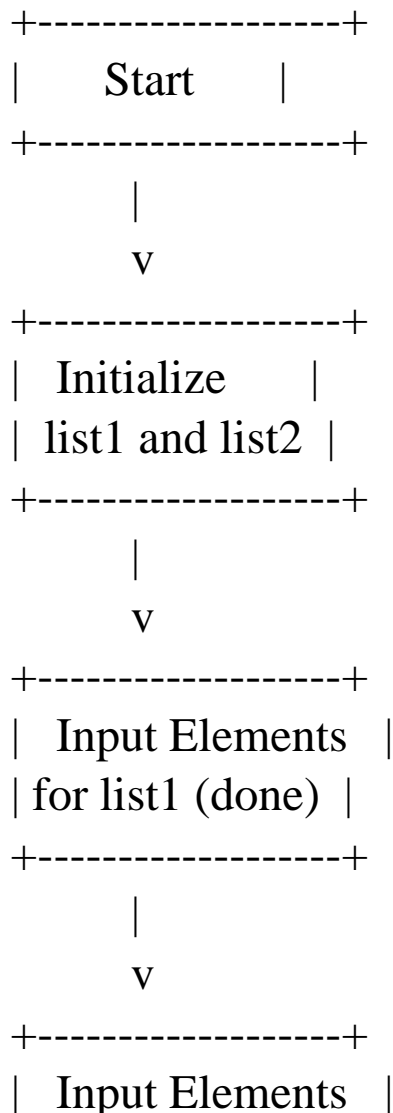 +-------------------+
|      Start      |
+-------------------+
|
v
+-------------------+
|   Initialize      |
|  list1 and list2  |
+-------------------+
|
v
+-------------------+
|   Input Elements   |
| for list1 (done)  |
+-------------------+
|
v
+-------------------+
|   Input Elements   |